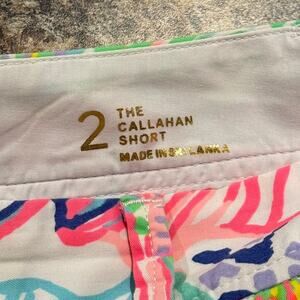 2
THE
CALLAHAN
SHORT
MADE IN SRI LANKA